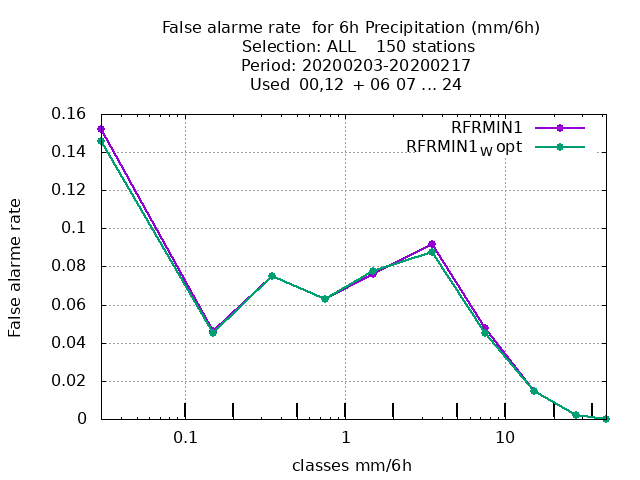 False alarme rate  for 6h Precipitation (mm/6h)
Selection: ALL    150 stations
Period: 20200203-20200217
Used  00,12  + 06 07 ... 24
RFRMIN1
RFRMIN1W opt
0.16
0.14
0.12
0.1
0.08
0.06
0.04
0.02
0
False alarme rate
0.1
1
10
classes mm/6h